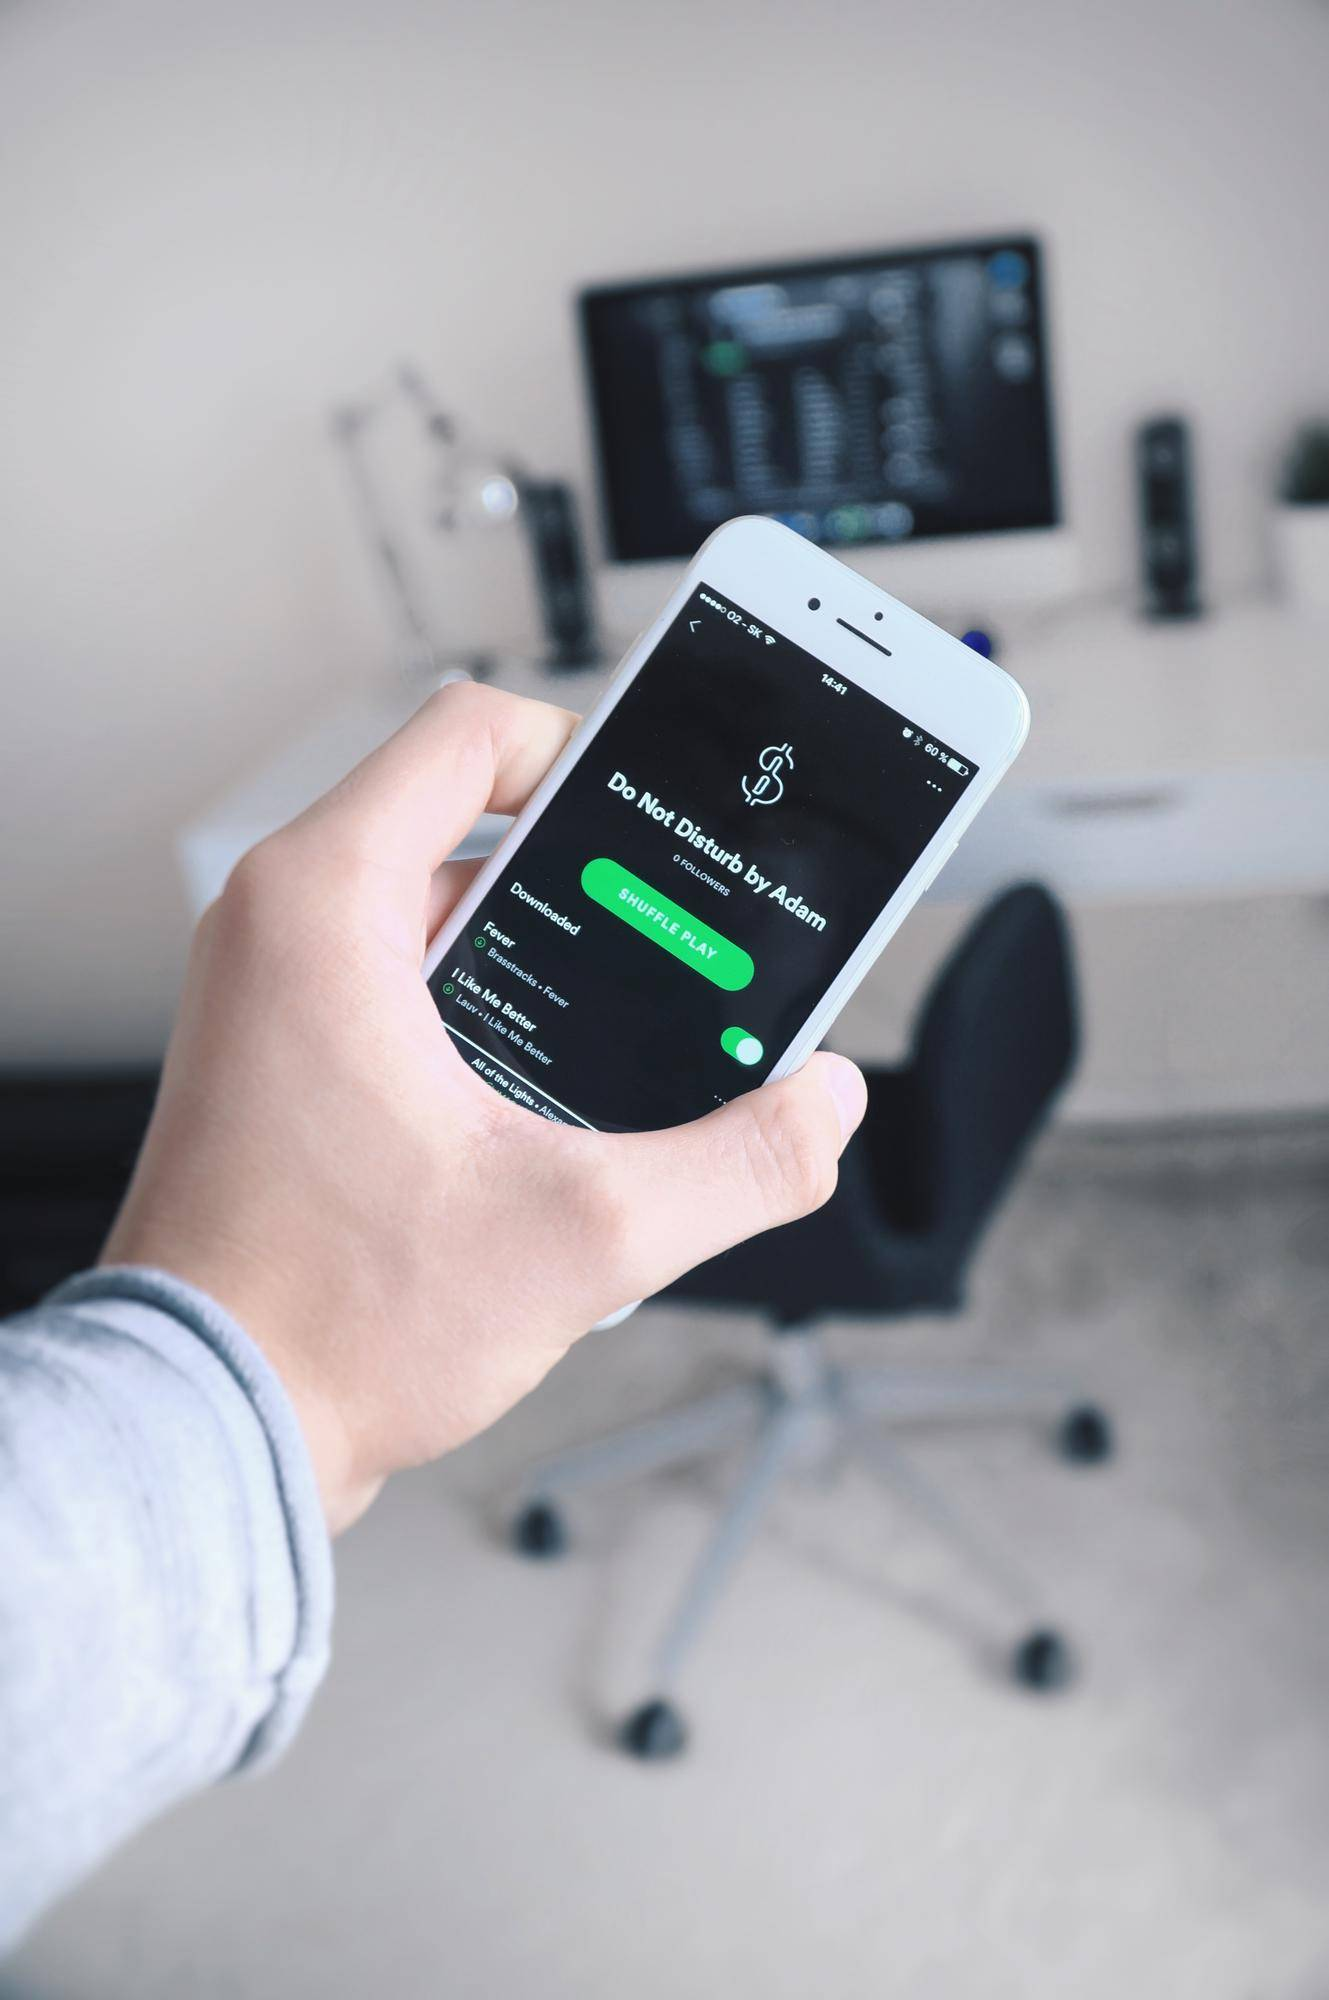 O2 - SK
14:41
60 %
Do Not Disturb by Adam
0 FOLLOWERS
SHUFFLE PLAY
Downloaded
Fever
Brasstracks • Fever
I Like Me Better
Lauv • I Like Me Better
All of the Lights •